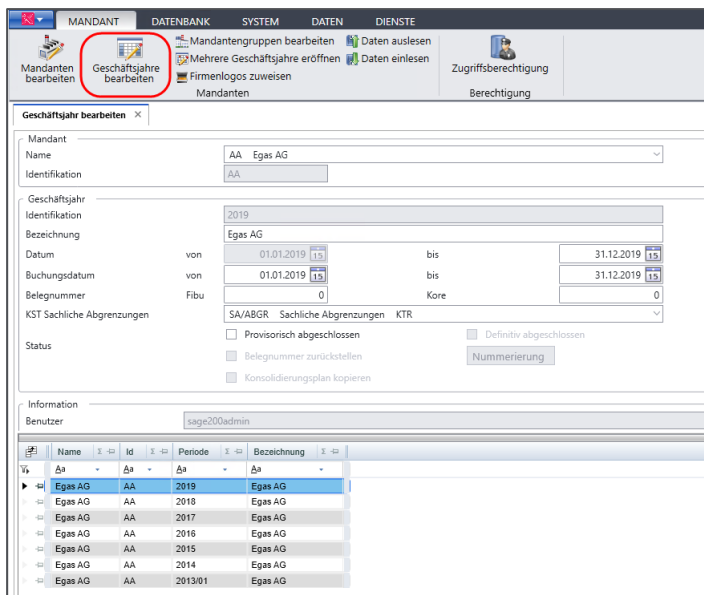 MANDANT DATENBANK SYSTEM DATEN DIENSTE
Mandanten bearbeiten
Geschäftsjahre bearbeiten
Mandantengruppen bearbeiten Daten auslesen
Mehrere Geschäftsjahre eröffnen Daten einlesen
Firmenlogos zuweisen
Mandanten
Zugriffsberechtigung
Berechtigung
Geschäftsjahr bearbeiten ×
Mandant
Name AA Egas AG
Identifikation AA
Geschäftsjahr
Identifikation 2019
Bezeichnung Egas AG
Datum von 01.01.2019 15 bis 31.12.2019 15
Buchungsdatum von 01.01.2019 15 bis 31.12.2019 15
Belegnummer Fibu 0 Kore 0
KST Sachliche Abgrenzungen SA/ABGR Sachliche Abgrenzungen KTR
Status Provisorisch abgeschlossen Definitiv abgeschlossen
Belegnummer zurückstellen Nummerierung
Konsolidierungsplan kopieren
Information
Benutzer sage200admin
Name Σ Id Σ Periode Σ Bezeichnung Σ
Aa Aa Aa Aa
Egas AG AA 2019 Egas AG
Egas AG AA 2018 Egas AG
Egas AG AA 2017 Egas AG
Egas AG AA 2016 Egas AG
Egas AG AA 2015 Egas AG
Egas AG AA 2014 Egas AG
Egas AG AA 2013/01 Egas AG